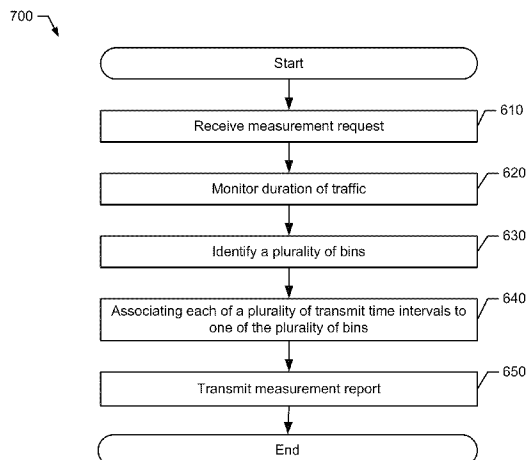 700
Start
610
Receive measurement request
620
Monitor duration of traffic
630
Identify a plurality of bins
640
Associating each of a plurality of transmit time intervals to
one of the plurality of bins
650
Transmit measurement report
End